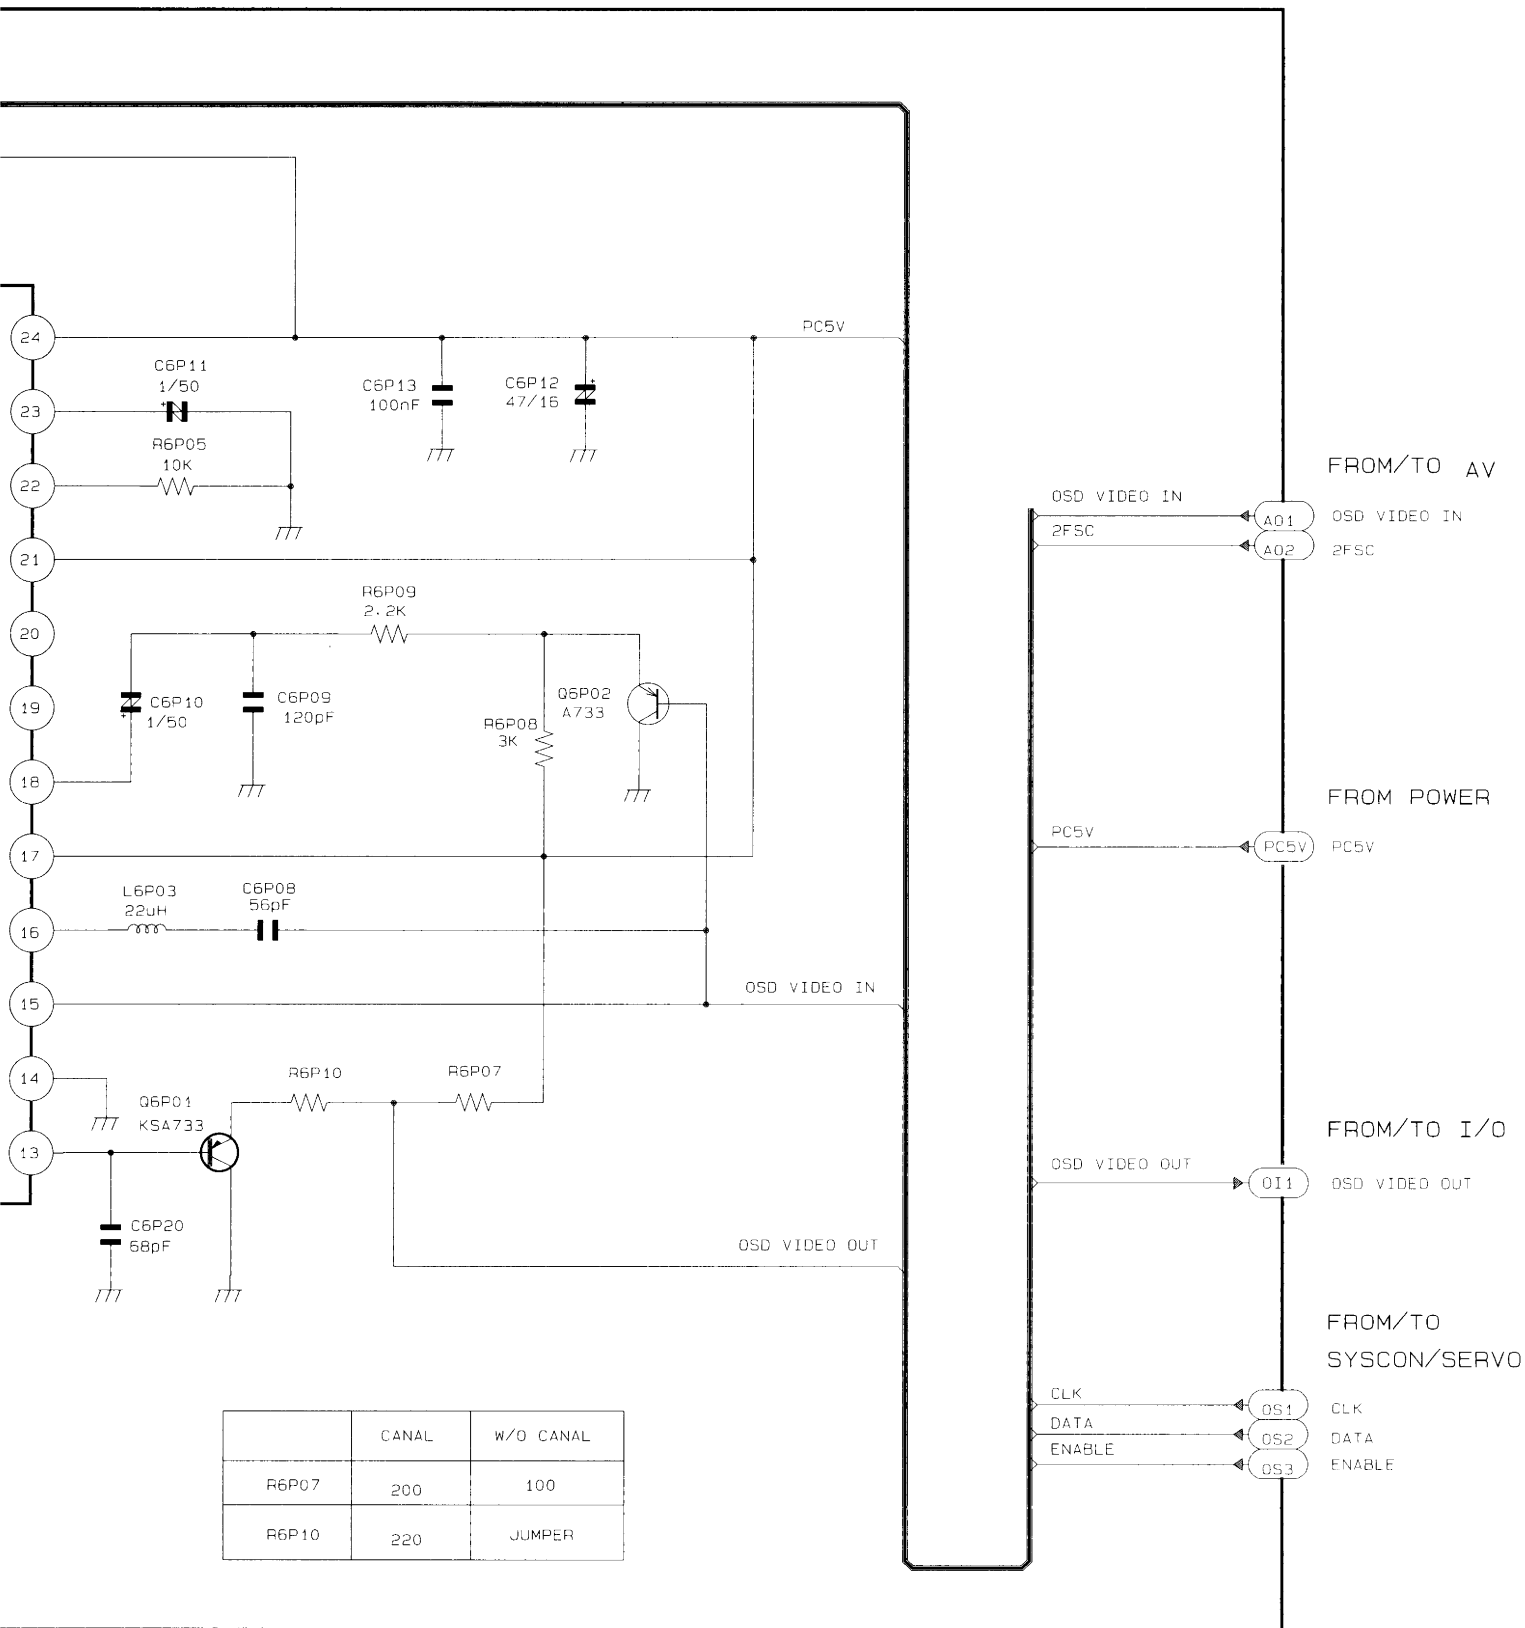 PC5V
24
C6P11
1/50
C6P13
100nF
C6P12
47/16
23
R6P05
10K
22
21
R6P09
2.2K
20
19
C6P10
1/50
C6P09
120pF
Q6P02
A733
R6P08
3K
18
17
L6P03
22uH
C6P08
56pF
16
15
OSD VIDEO IN
14
R6P10
R6P07
Q6P01
KSA733
13
C6P20
68pF
OSD VIDEO OUT
CANAL
W/O CANAL
R6P07
200
100
R6P10
220
JUMPER
FROM/TO AV
OSD VIDEO IN
A01
OSD VIDEO IN
2FSC
A02
2FSC
FROM POWER
PC5V
PC5V
PC5V
FROM/TO I/O
OSD VIDEO OUT
OI1
OSD VIDEO OUT
FROM/TO
SYSCON/SERVO
CLK
OS1
CLK
DATA
OS2
DATA
ENABLE
OS3
ENABLE